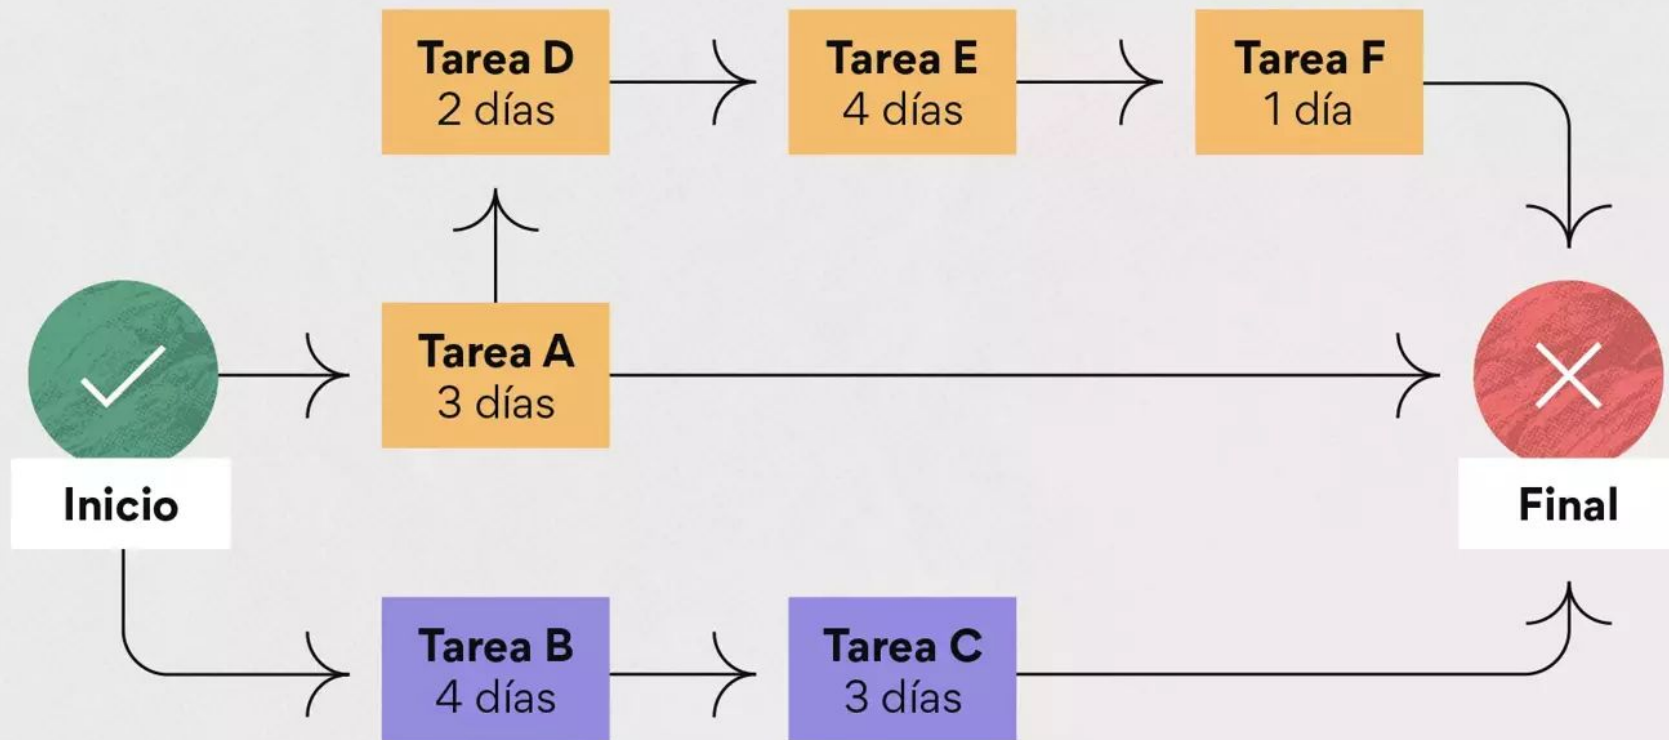 Tarea D
2 días
Tarea E
4 días
Tarea F
1 día
Tarea A
3 días
Inicio
Final
Tarea B
4 días
Tarea C
3 días